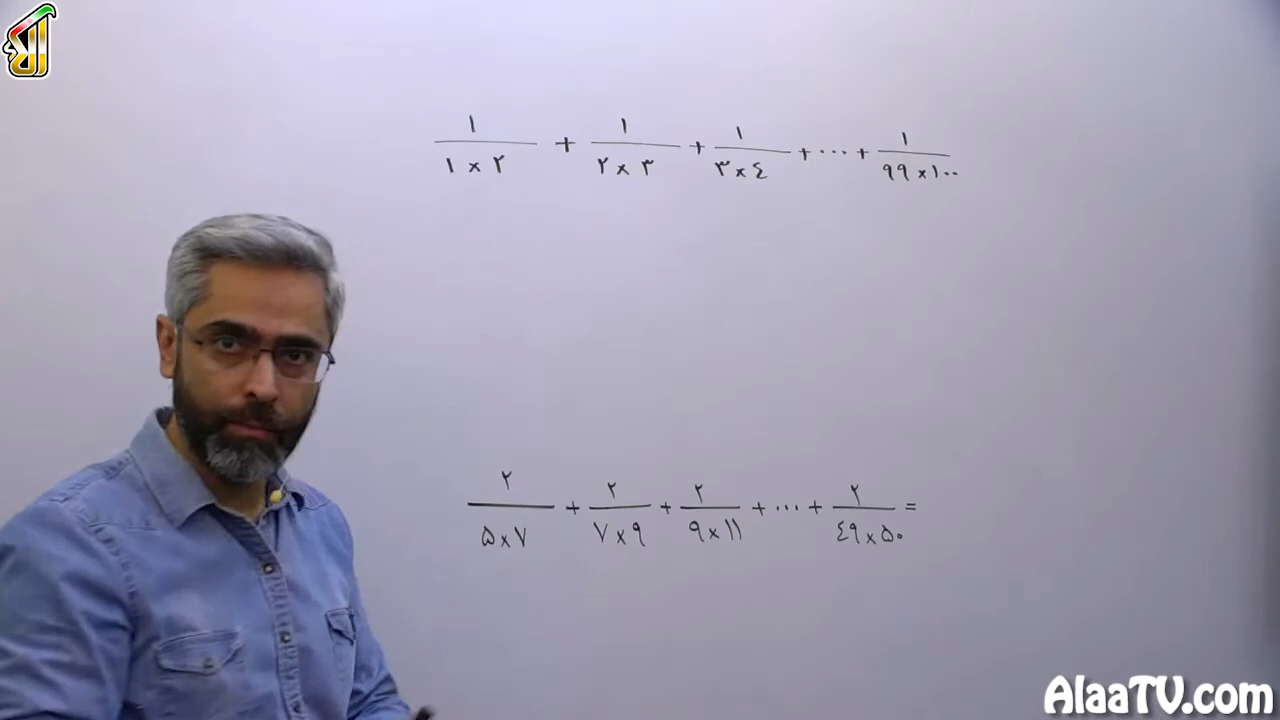 ۱/(۱ × ۲) + ۱/(۲ × ۳) + ۱/(۳ × ٤) + ... + ۱/(۹۹ × ۱۰۰)
۲/(۵ × ۷) + ۲/(۷ × ۹) + ۲/(۹ × ۱۱) + ... + ۲/(٤۹ × ۵۰) =
AlaaTV.com